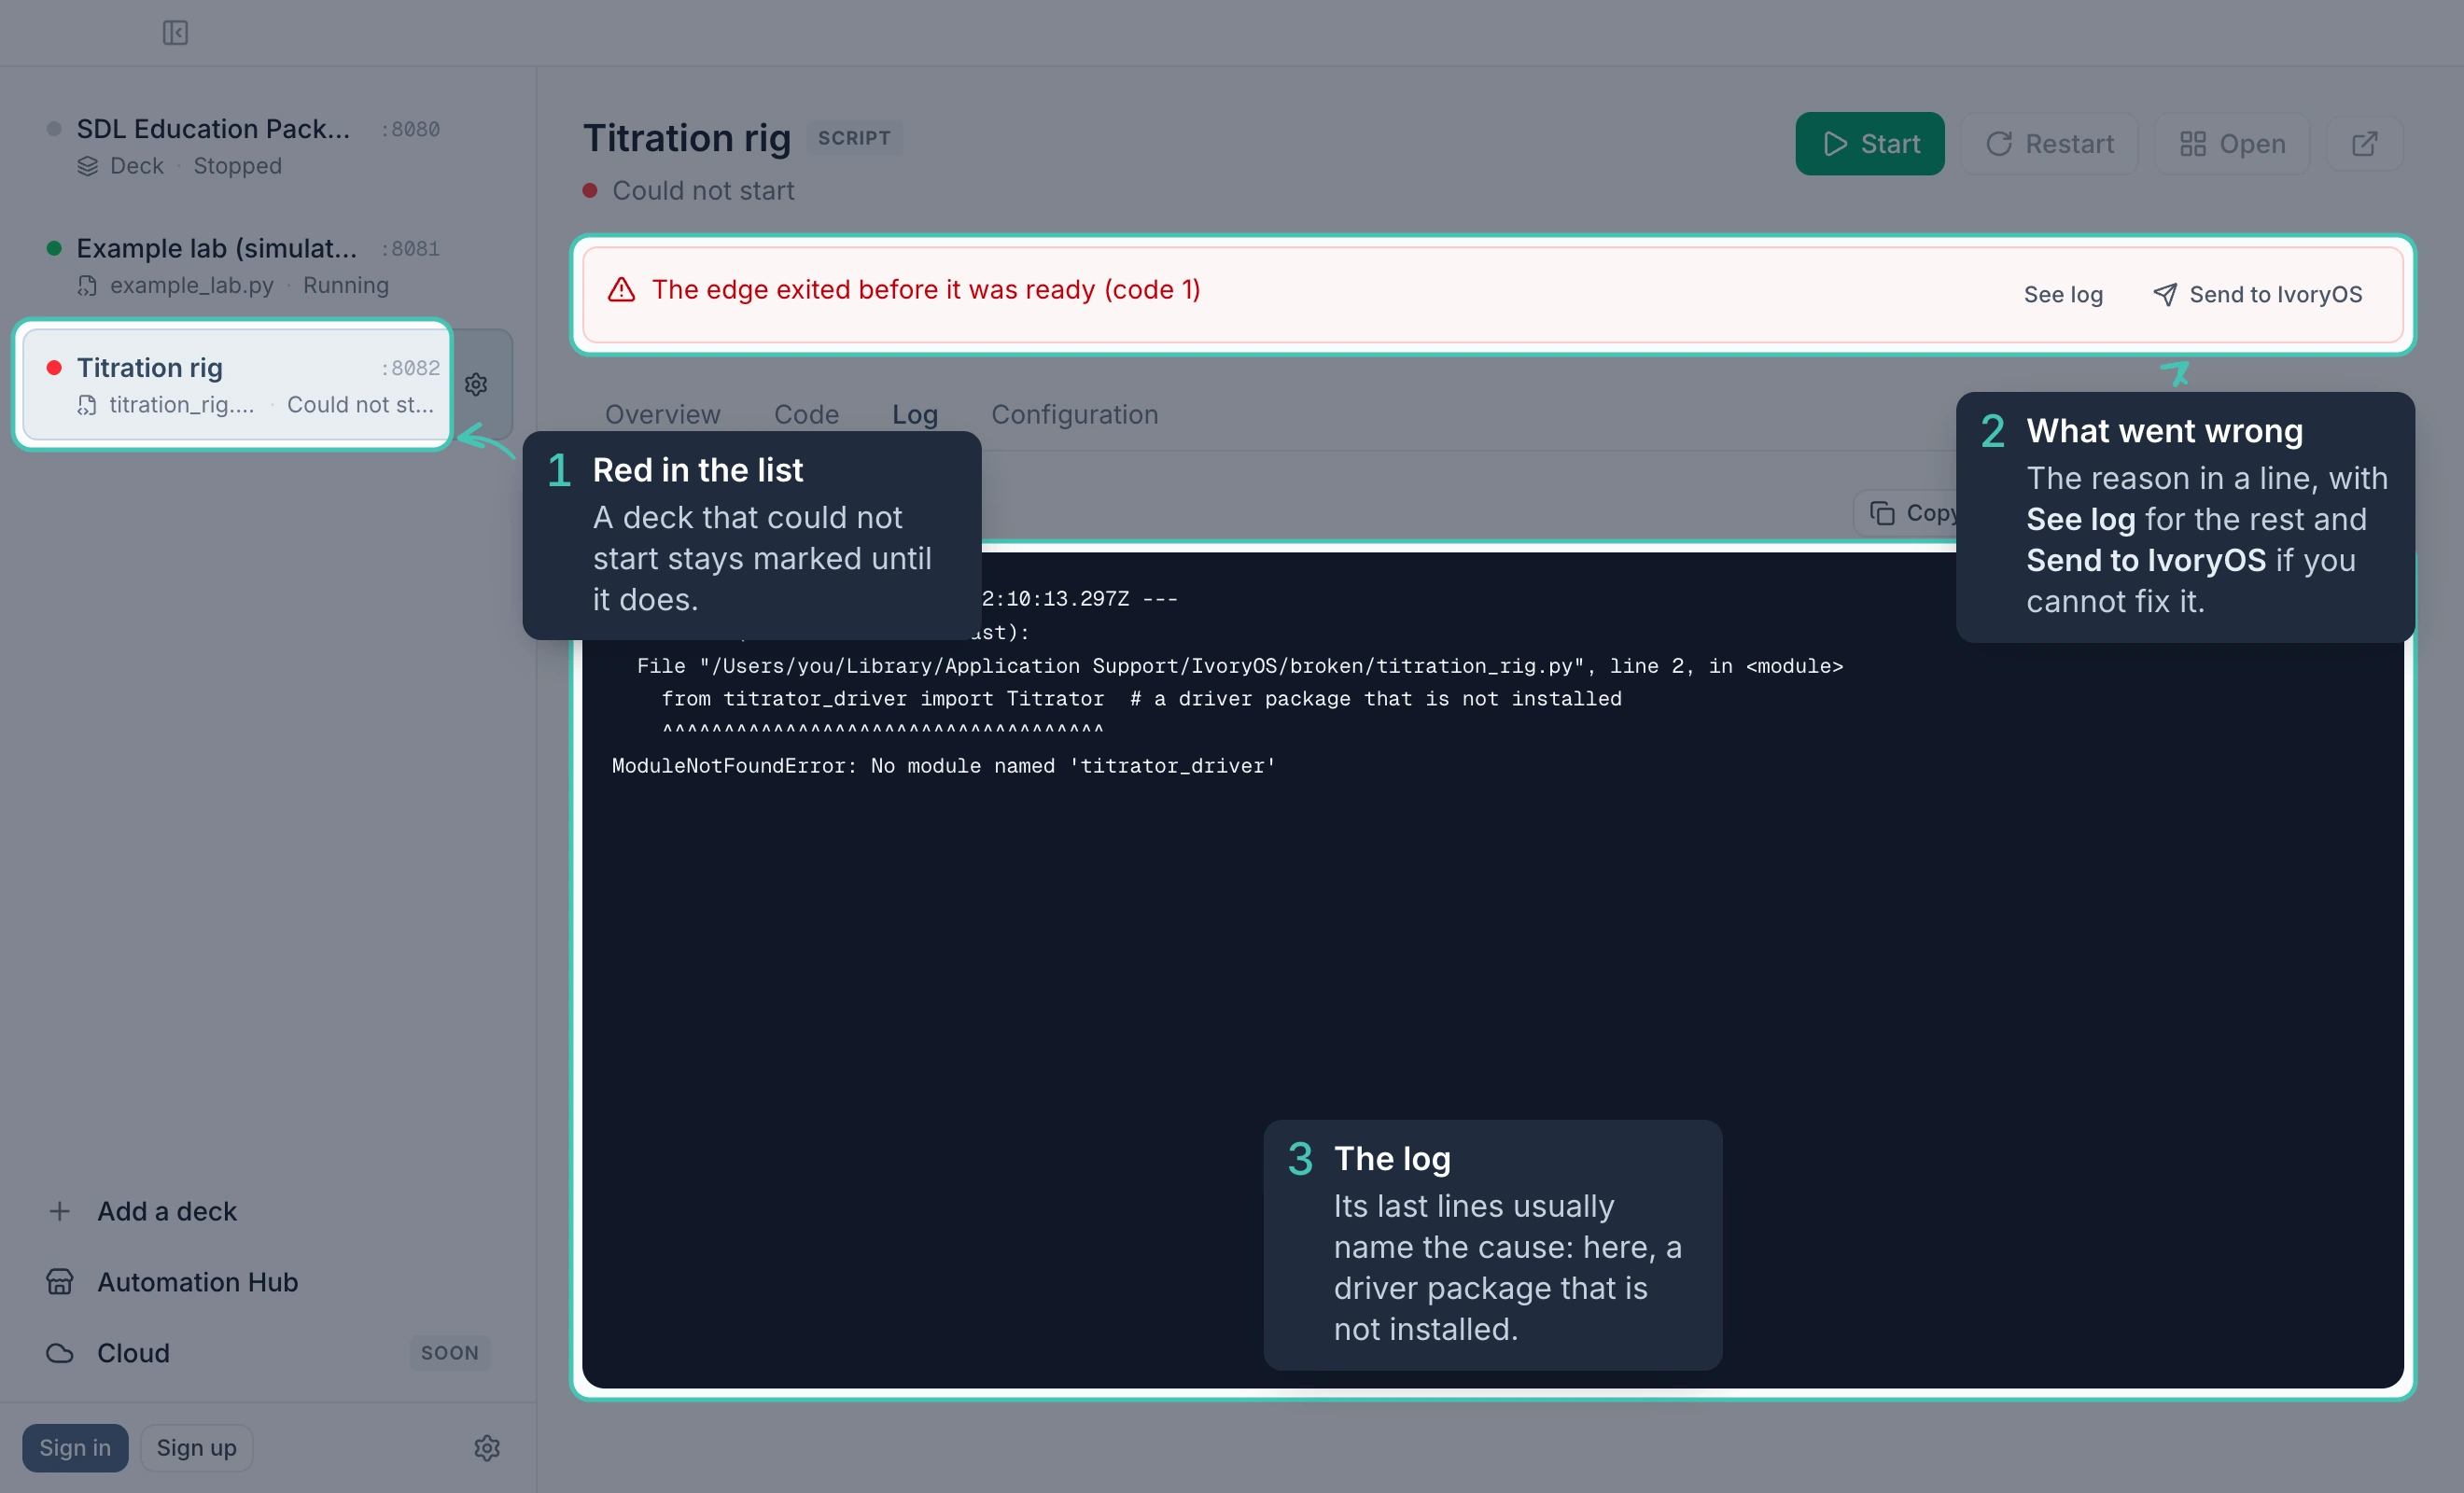 SDL Education Pack... :8080
Deck · Stopped
Example lab (simulat... :8081
example_lab.py · Running
Titration rig :8082
titration_rig.... · Could not st...
Add a deck
Automation Hub
Cloud SOON
Sign in Sign up
Titration rig SCRIPT
Could not start
Start Restart Open
The edge exited before it was ready (code 1)
See log Send to IvoryOS
Overview Code Log Configuration
Copy
1 Red in the list
A deck that could not
start stays marked until
it does.
2 What went wrong
The reason in a line, with
See log for the rest and
Send to IvoryOS if you
cannot fix it.
2:10:13.297Z ---
ast):
File "/Users/you/Library/Application Support/IvoryOS/broken/titration_rig.py", line 2, in <module>
from titrator_driver import Titrator # a driver package that is not installed
^^^^^^^^^^^^^^^^^^^^^^^^^^^^^^^^^^^^
ModuleNotFoundError: No module named 'titrator_driver'
3 The log
Its last lines usually
name the cause: here, a
driver package that is
not installed.